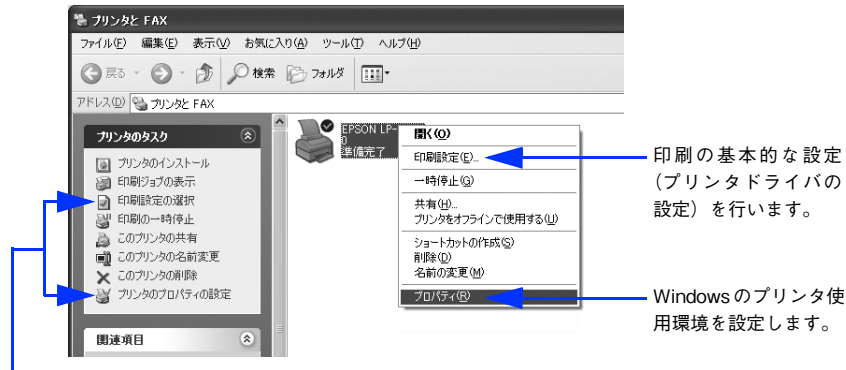 プリンタと FAX
ファイル(F) 編集(E) 表示(V) お気に入り(A) ツール(T) ヘルプ(H)
戻る 検索 フォルダ
アドレス(D) プリンタと FAX
プリンタのタスク
プリンタのインストール
印刷ジョブの表示
印刷設定の選択
印刷の一時停止
このプリンタの共有
このプリンタの名前変更
このプリンタの削除
プリンタのプロパティの設定
関連項目
EPSON LP-
0
準備完了
開く(O)
印刷設定(E)...
一時停止(G)
共有(H)...
プリンタをオフラインで使用する(U)
ショートカットの作成(S)
削除(D)
名前の変更(M)
プロパティ(R)
印刷の基本的な設定
(プリンタドライバの
設定)を行います。
Windowsのプリンタ使
用環境を設定します。